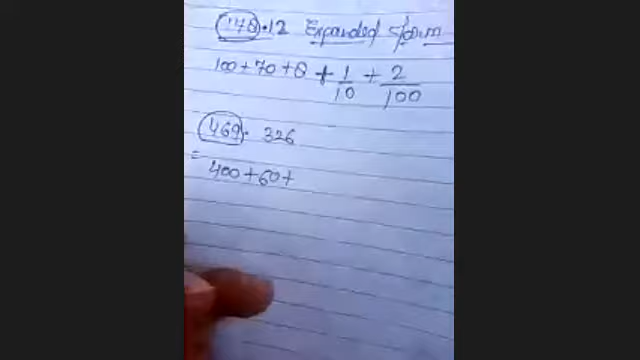 178.12 Expanded form
100+70+8 + 1/10 + 2/100
469. 326
=
400+60+